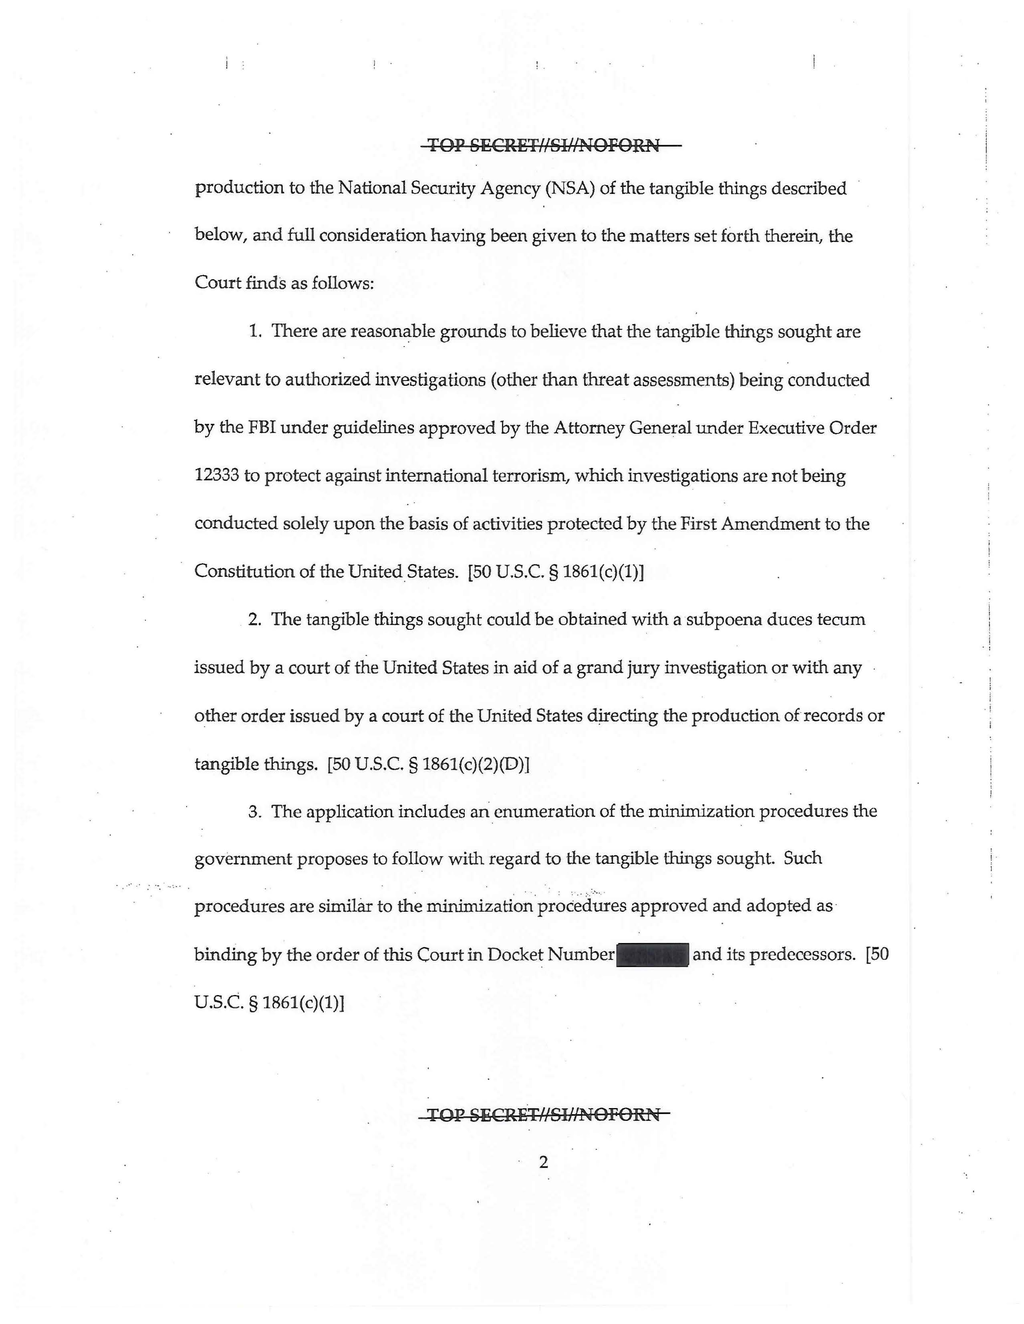 TOP SECRET//SI//NOFORN
production to the National Security Agency (NSA) of the tangible things described
below, and full consideration having been given to the matters set forth therein, the
Court finds as follows:
1. There are reasonable grounds to believe that the tangible things sought are
relevant to authorized investigations (other than threat assessments) being conducted
by the FBI under guidelines approved by the Attorney General under Executive Order
12333 to protect against international terrorism, which investigations are not being
conducted solely upon the basis of activities protected by the First Amendment to the
Constitution of the United States. [50 U.S.C. § 1861(c)(1)]
2. The tangible things sought could be obtained with a subpoena duces tecum
issued by a court of the United States in aid of a grand jury investigation or with any
other order issued by a court of the United States directing the production of records or
tangible things. [50 U.S.C. § 1861(c)(2)(D)]
3. The application includes an enumeration of the minimization procedures the
government proposes to follow with regard to the tangible things sought. Such
procedures are similar to the minimization procedures approved and adopted as
binding by the order of this Court in Docket Number and its predecessors. [50
U.S.C. § 1861(c)(1)]
TOP SECRET//SI//NOFORN
2